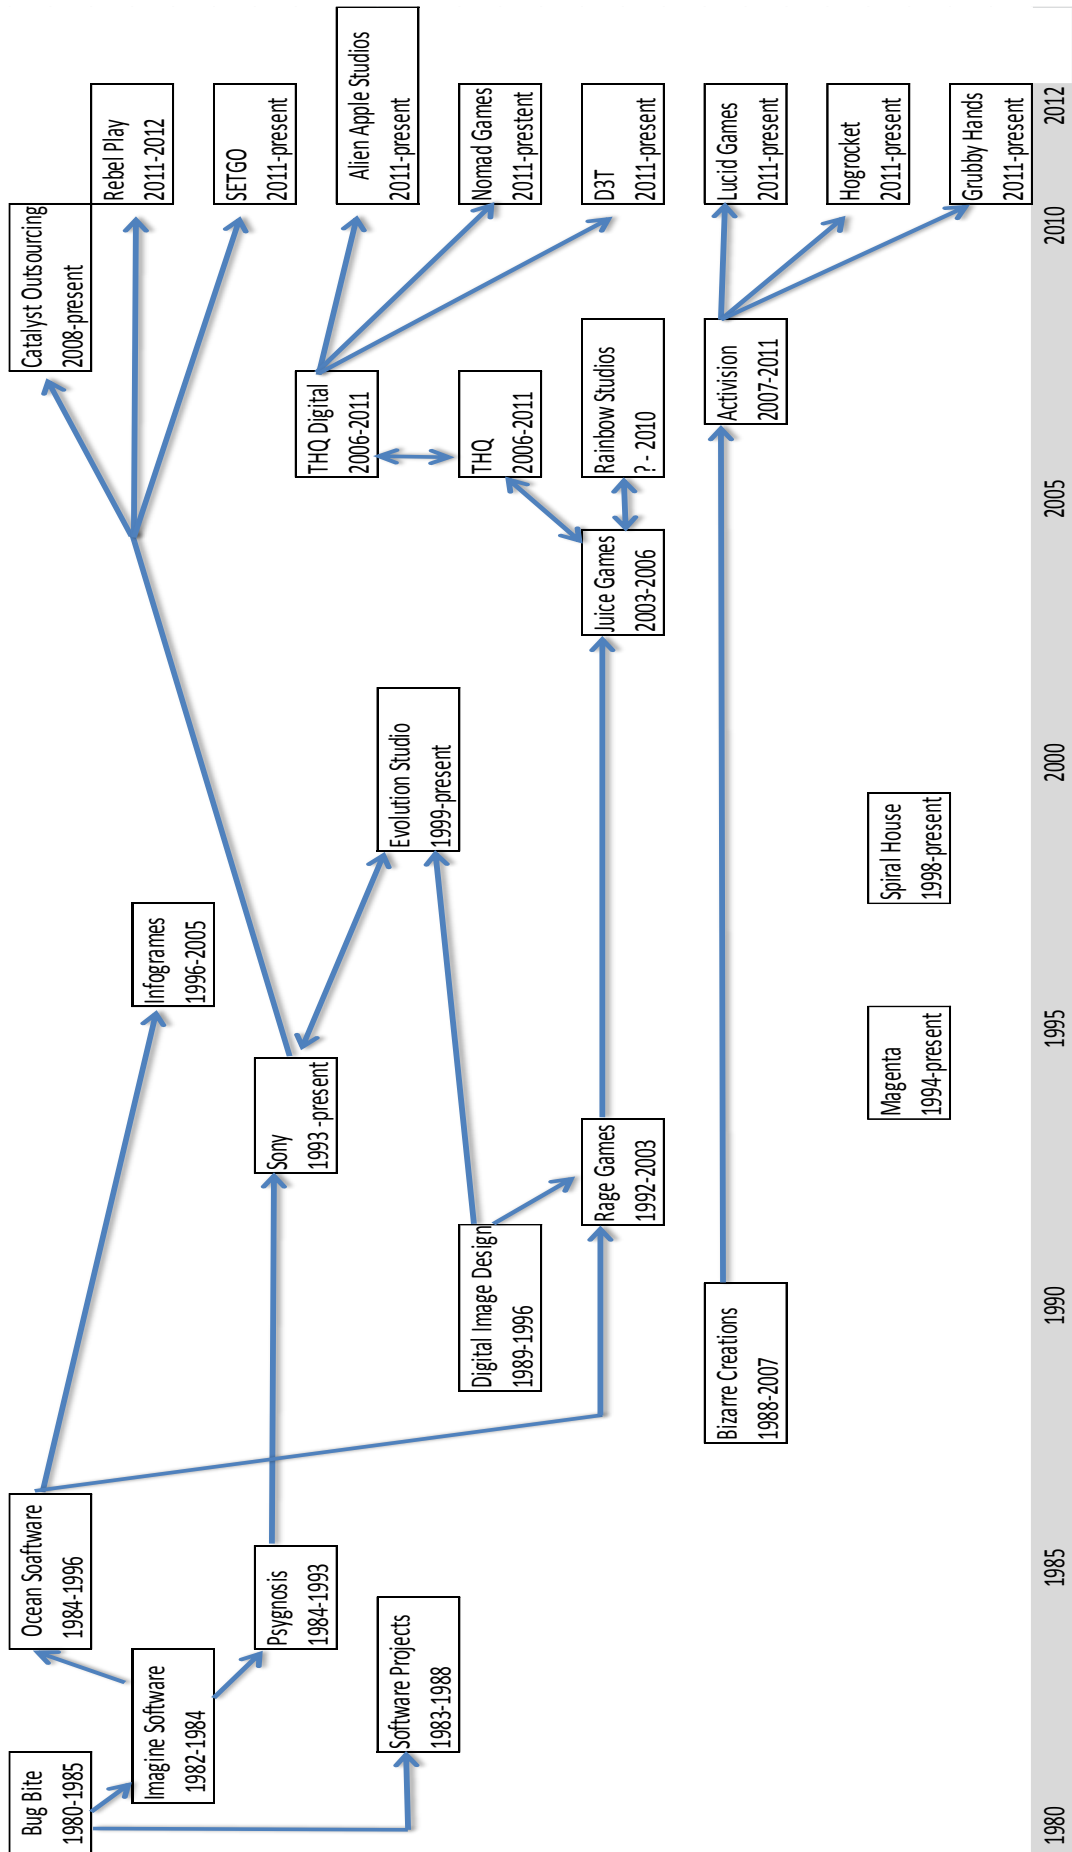 Bug Bite
1980-1985
Imagine Software
1982-1984
Ocean Soaftware
1984-1996
Psygnosis
1984-1993
Software Projects
1983-1988
Infogrames
1996-2005
Sony
1993 -present
Evolution Studio
1999-present
Digital Image Design
1989-1996
Rage Games
1992-2003
Bizarre Creations
1988-2007
Magenta
1994-present
Spiral House
1998-present
Juice Games
2003-2006
THQ Digital
2006-2011
THQ
2006-2011
Rainbow Studios
? - 2010
Activision
2007-2011
Catalyst Outsourcing
2008-present
Rebel Play
2011-2012
SETGO
2011-present
Alien Apple Studios
2011-present
Nomad Games
2011-prestent
D3T
2011-present
Lucid Games
2011-present
Hogrocket
2011-present
Grubby Hands
2011-present
1980 1985 1990 1995 2000 2005 2010 2012